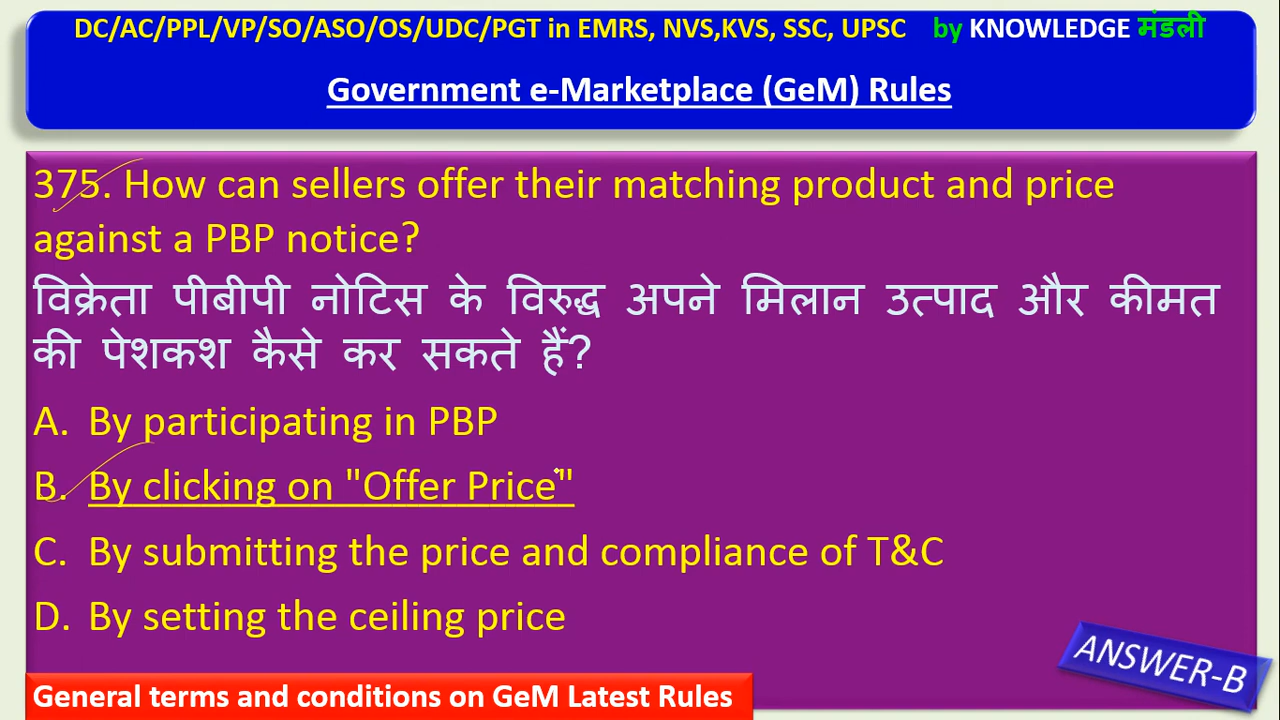 DC/AC/PPL/VP/SO/ASO/OS/UDC/PGT in EMRS, NVS,KVS, SSC, UPSC by KNOWLEDGE मंडली
Government e-Marketplace (GeM) Rules
375. How can sellers offer their matching product and price
against a PBP notice?
विक्रेता पीबीपी नोटिस के विरुद्ध अपने मिलान उत्पाद और कीमत
की पेशकश कैसे कर सकते हैं?
A. By participating in PBP
B. By clicking on "Offer Price"
C. By submitting the price and compliance of T&C
D. By setting the ceiling price
ANSWER-B
General terms and conditions on GeM Latest Rules